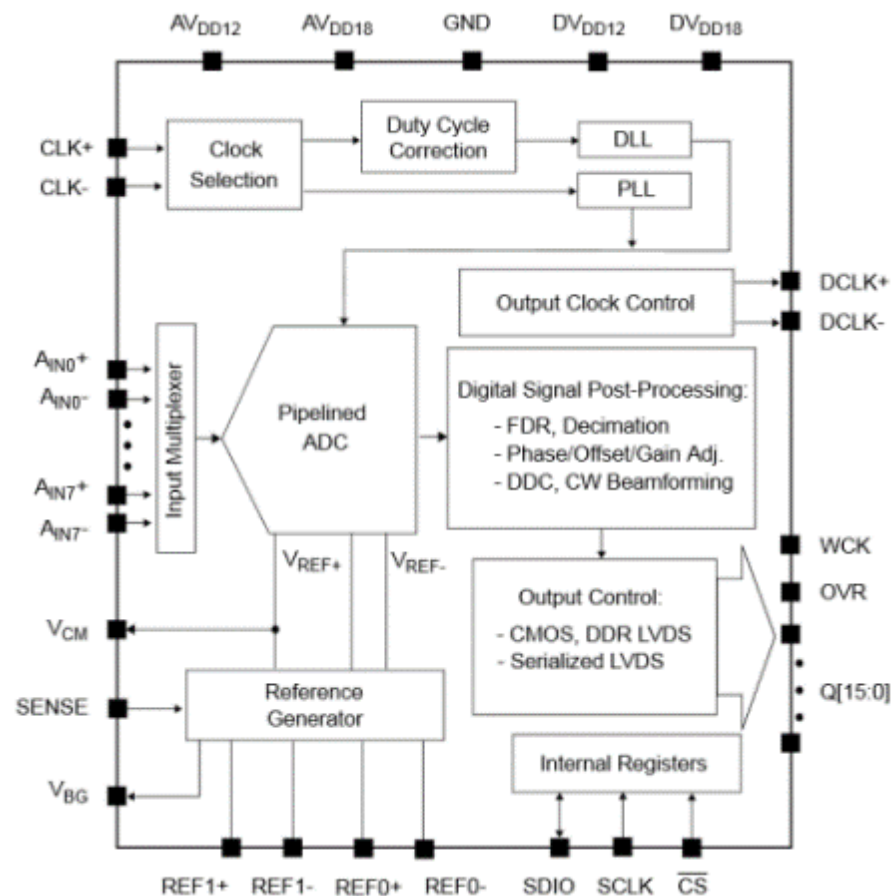 AVDD12 AVDD18 GND DVDD12 DVDD18
CLK+
CLK-
Clock
Selection
Duty Cycle
Correction
DLL
PLL
Output Clock Control
DCLK+
DCLK-
AIN0+
AIN0-
AIN7+
AIN7-
Input Multiplexer
Pipelined
ADC
Digital Signal Post-Processing:
- FDR, Decimation
- Phase/Offset/Gain Adj.
- DDC, CW Beamforming
VREF+
VREF-
Output Control:
- CMOS, DDR LVDS
- Serialized LVDS
WCK
OVR
Q[15:0]
VCM
SENSE
VBG
Reference
Generator
Internal Registers
REF1+ REF1- REF0+ REF0- SDIO SCLK C̅S̅